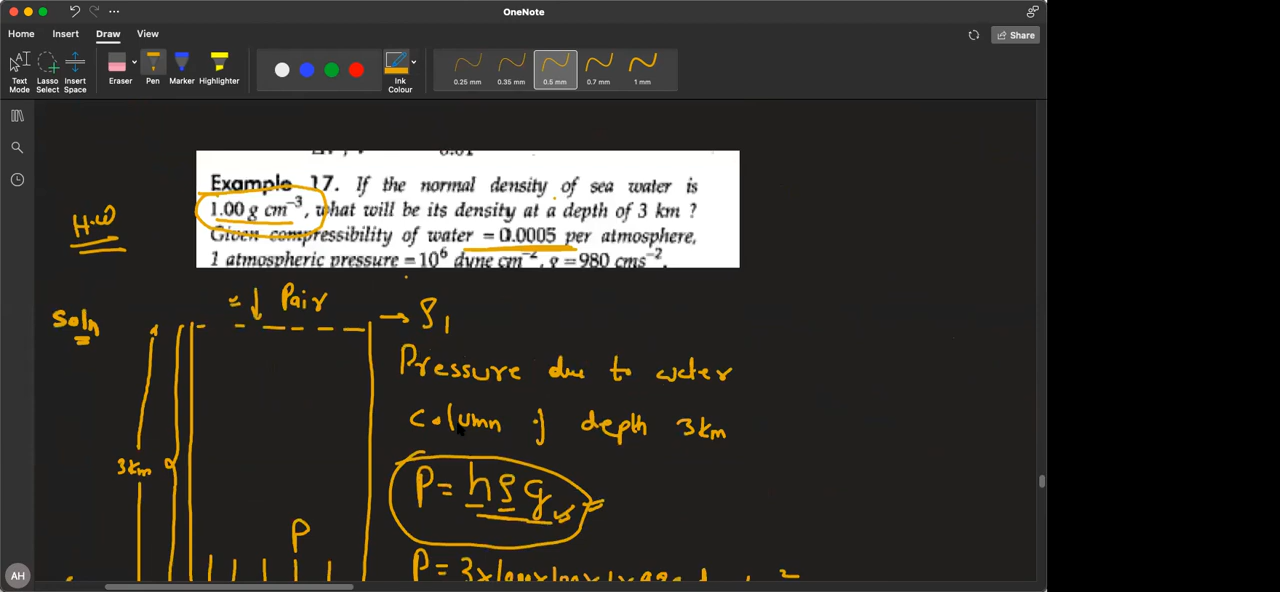 OneNote
Home Insert Draw View
Share
Text Mode
Lasso Select
Insert Space
Eraser
Pen
Marker
Highlighter
Ink Colour
0.25 mm
0.35 mm
0.5 mm
0.7 mm
1 mm
Example 17. If the normal density of sea water is
1.00 g cm⁻³, what will be its density at a depth of 3 km ?
Given compressibility of water = 0.0005 per atmosphere,
1 atmospheric pressure = 10⁶ dyne cm⁻², g = 980 cms⁻².
H.W
Soln
Pair
ρ₁
Pressure due to water
column of depth 3km
3km
P = hρg
P
AH